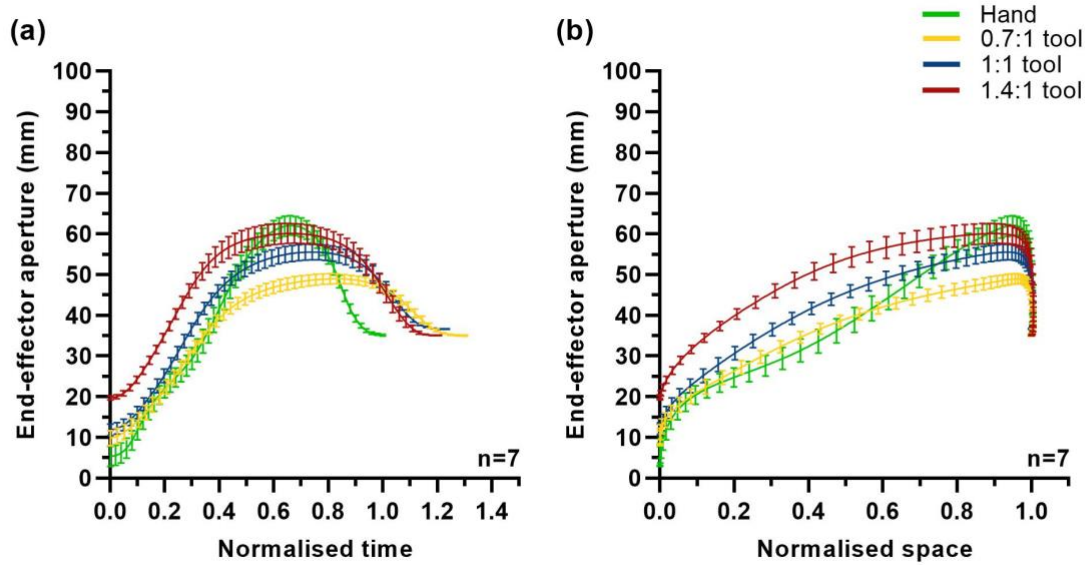 (a)
End-effector aperture (mm)
100
90
80
70
60
50
40
30
20
10
0
0.0 0.2 0.4 0.6 0.8 1.0 1.2 1.4
Normalised time
n=7
(b)
End-effector aperture (mm)
100
90
80
70
60
50
40
30
20
10
0
0.0 0.2 0.4 0.6 0.8 1.0
Normalised space
n=7
Hand
0.7:1 tool
1:1 tool
1.4:1 tool